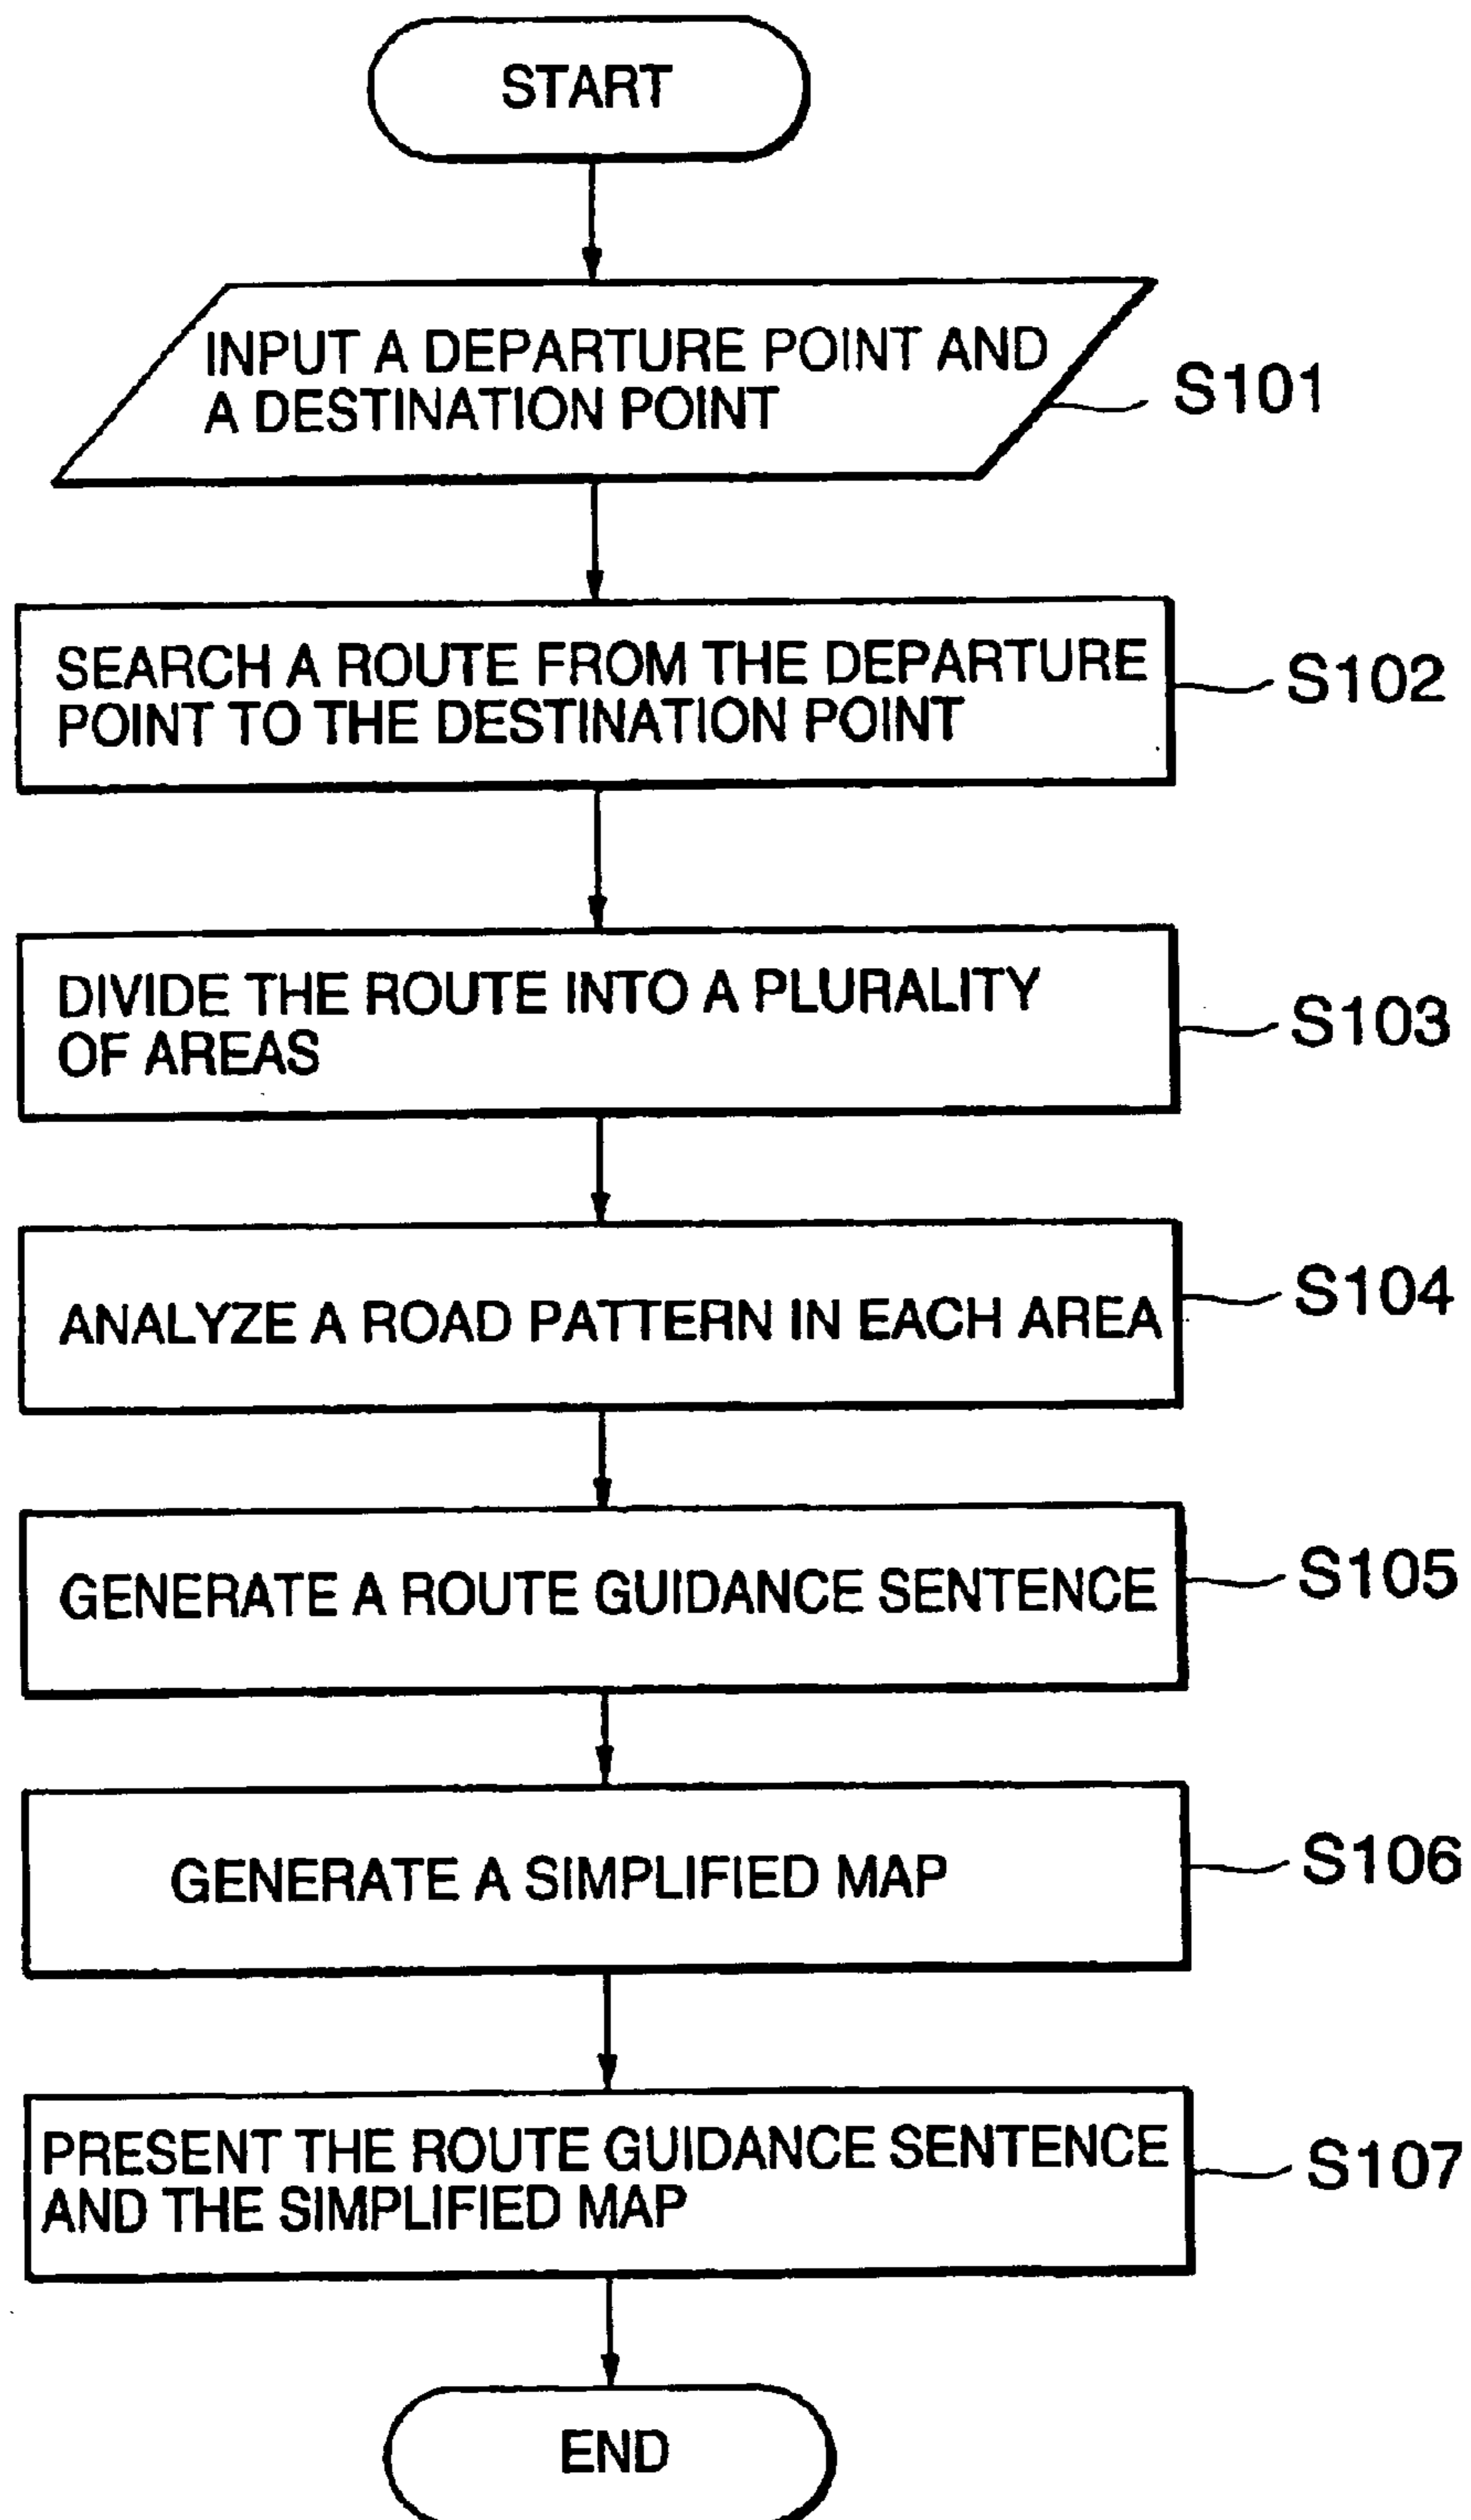 START
INPUT A DEPARTURE POINT AND
A DESTINATION POINT
S101
SEARCH A ROUTE FROM THE DEPARTURE
POINT TO THE DESTINATION POINT
S102
DIVIDE THE ROUTE INTO A PLURALITY
OF AREAS
S103
ANALYZE A ROAD PATTERN IN EACH AREA
S104
GENERATE A ROUTE GUIDANCE SENTENCE
S105
GENERATE A SIMPLIFIED MAP
S106
PRESENT THE ROUTE GUIDANCE SENTENCE
AND THE SIMPLIFIED MAP
S107
END